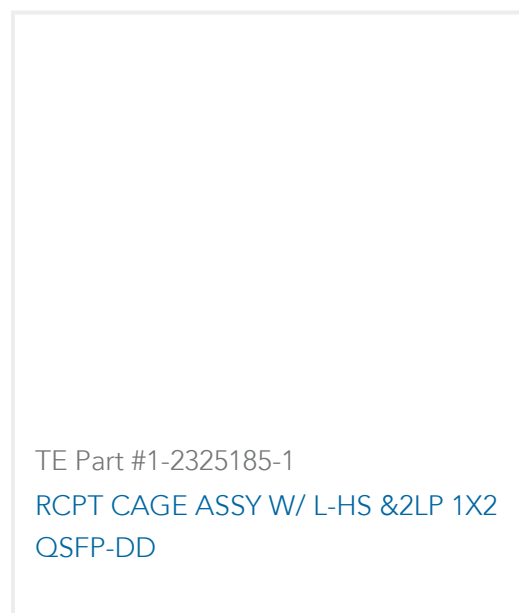 TE Part #1-2325185-1
RCPT CAGE ASSY W/ L-HS &2LP 1X2
QSFP-DD